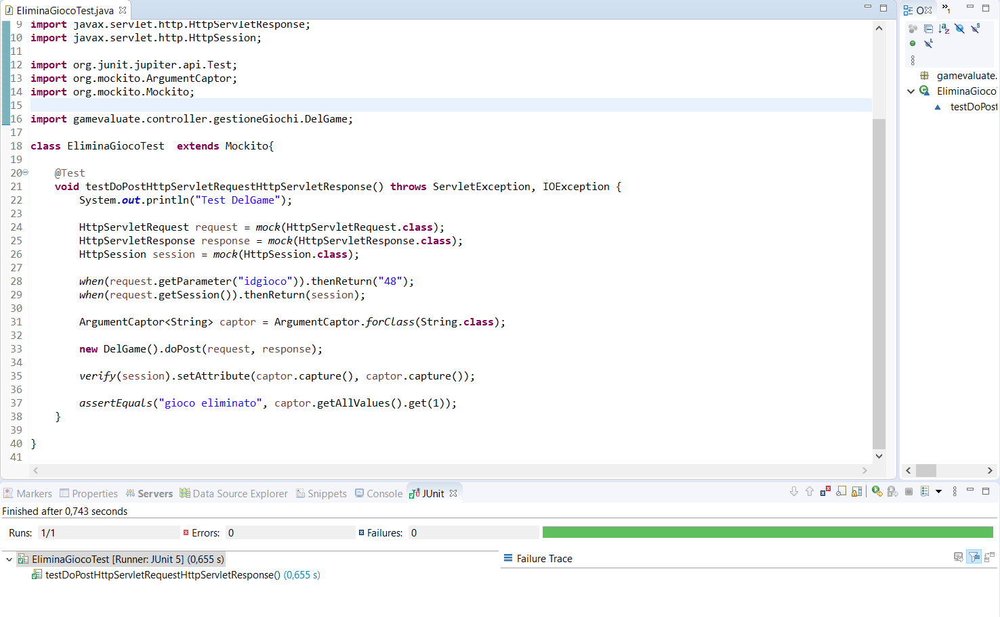 EliminaGiocoTest.java
9 import javax.servlet.http.HttpServletResponse;
10 import javax.servlet.http.HttpSession;
11
12 import org.junit.jupiter.api.Test;
13 import org.mockito.ArgumentCaptor;
14 import org.mockito.Mockito;
15
16 import gamevaluate.controller.gestioneGiochi.DelGame;
17
18 class EliminaGiocoTest  extends Mockito{
19
20 @Test
21 void testDoPostHttpServletRequestHttpServletResponse() throws ServletException, IOException {
22 System.out.println("Test DelGame");
23
24 HttpServletRequest request = mock(HttpServletRequest.class);
25 HttpServletResponse response = mock(HttpServletResponse.class);
26 HttpSession session = mock(HttpSession.class);
27
28 when(request.getParameter("idgioco")).thenReturn("48");
29 when(request.getSession()).thenReturn(session);
30
31 ArgumentCaptor<String> captor = ArgumentCaptor.forClass(String.class);
32
33 new DelGame().doPost(request, response);
34
35 verify(session).setAttribute(captor.capture(), captor.capture());
36
37 assertEquals("gioco eliminato", captor.getAllValues().get(1));
38 }
39
40 }
41
O
»1
gamevaluate.
EliminaGioco
testDoPost
Markers Properties Servers Data Source Explorer Snippets Console JUnit
Finished after 0,743 seconds
Runs: 1/1 Errors: 0 Failures: 0
EliminaGiocoTest [Runner: JUnit 5] (0,655 s)
testDoPostHttpServletRequestHttpServletResponse() (0,655 s)
Failure Trace